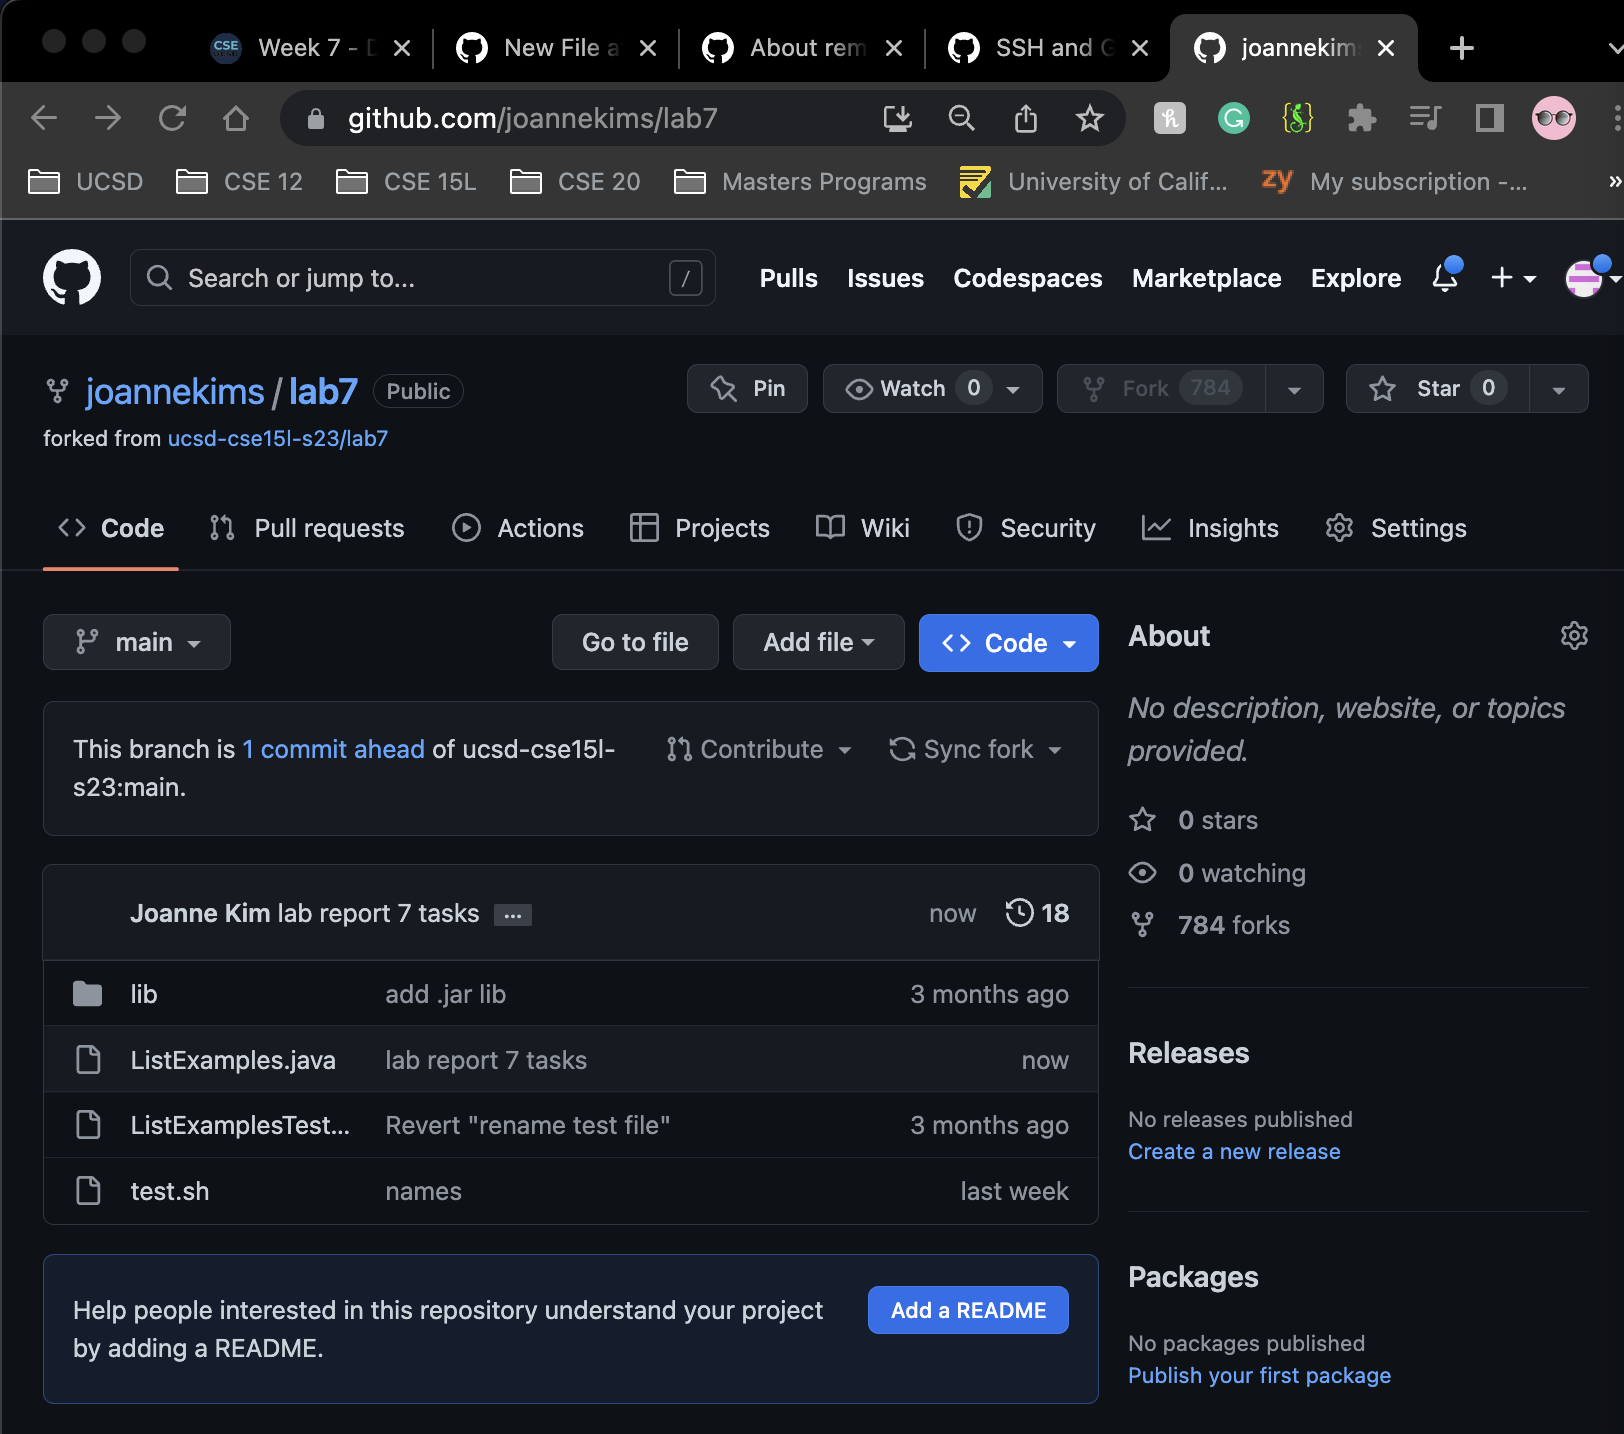 CSE Week 7 - D
New File a
About rem
SSH and G
joannekims
github.com/joannekims/lab7
UCSD CSE 12 CSE 15L CSE 20 Masters Programs University of Calif... zy My subscription -... »
Search or jump to... / Pulls Issues Codespaces Marketplace Explore
joannekims / lab7 Public
Pin Watch 0 Fork 784 Star 0
forked from ucsd-cse15l-s23/lab7
Code Pull requests Actions Projects Wiki Security Insights Settings
main Go to file Add file Code
This branch is 1 commit ahead of ucsd-cse15l-
s23:main.
Contribute Sync fork
Joanne Kim lab report 7 tasks ... now 18
lib add .jar lib 3 months ago
ListExamples.java lab report 7 tasks now
ListExamplesTest... Revert "rename test file" 3 months ago
test.sh names last week
Help people interested in this repository understand your project
by adding a README.
Add a README
About
No description, website, or topics
provided.
0 stars
0 watching
784 forks
Releases
No releases published
Create a new release
Packages
No packages published
Publish your first package